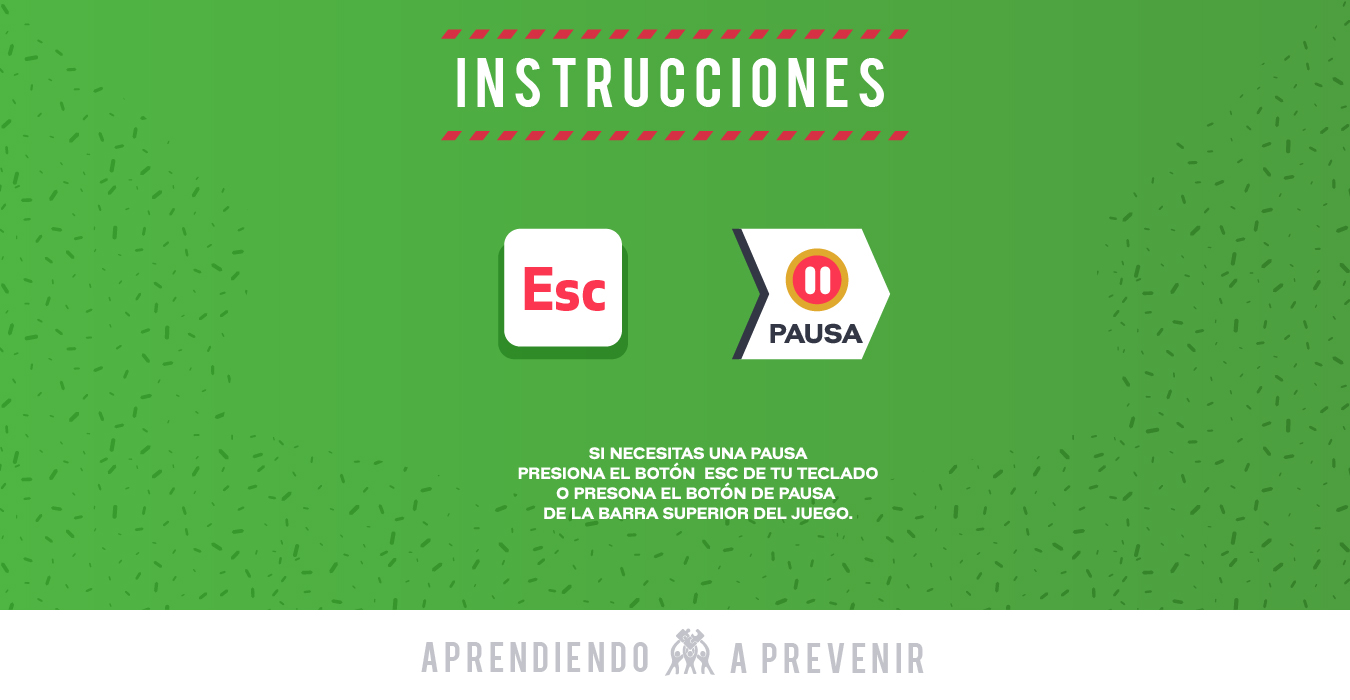 INSTRUCCIONES
Esc
PAUSA
SI NECESITAS UNA PAUSA
PRESIONA EL BOTÓN ESC DE TU TECLADO
O PRESONA EL BOTÓN DE PAUSA
DE LA BARRA SUPERIOR DEL JUEGO.
APRENDIENDO A PREVENIR